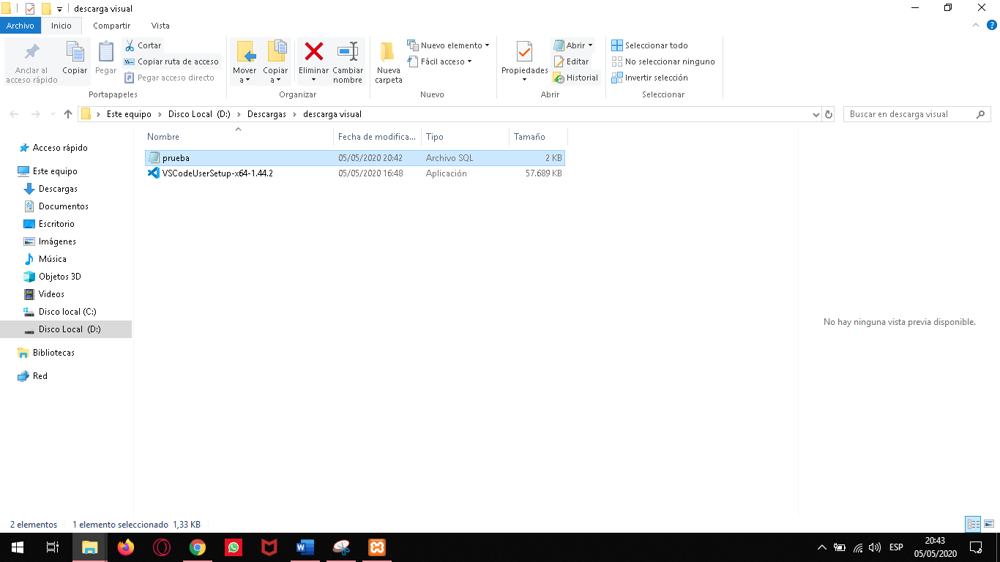 descarga visual
Archivo Inicio Compartir Vista
Anclar al acceso rápido
Copiar
Pegar
Cortar
Copiar ruta de acceso
Pegar acceso directo
Portapapeles
Mover a
Copiar a
Eliminar
Cambiar nombre
Organizar
Nueva carpeta
Nuevo elemento
Fácil acceso
Nuevo
Propiedades
Abrir
Editar
Historial
Abrir
Seleccionar todo
No seleccionar ninguno
Invertir selección
Seleccionar
Este equipo > Disco Local (D:) > Descargas > descarga visual
Buscar en descarga visual
Nombre Fecha de modifica... Tipo Tamaño
prueba 05/05/2020 20:42 Archivo SQL 2 KB
VSCodeUserSetup-x64-1.44.2 05/05/2020 16:48 Aplicación 57.689 KB
Acceso rápido
Este equipo
Descargas
Documentos
Escritorio
Imágenes
Música
Objetos 3D
Videos
Disco local (C:)
Disco Local (D:)
Bibliotecas
Red
No hay ninguna vista previa disponible.
2 elementos 1 elemento seleccionado 1,33 KB
ESP
20:43
05/05/2020